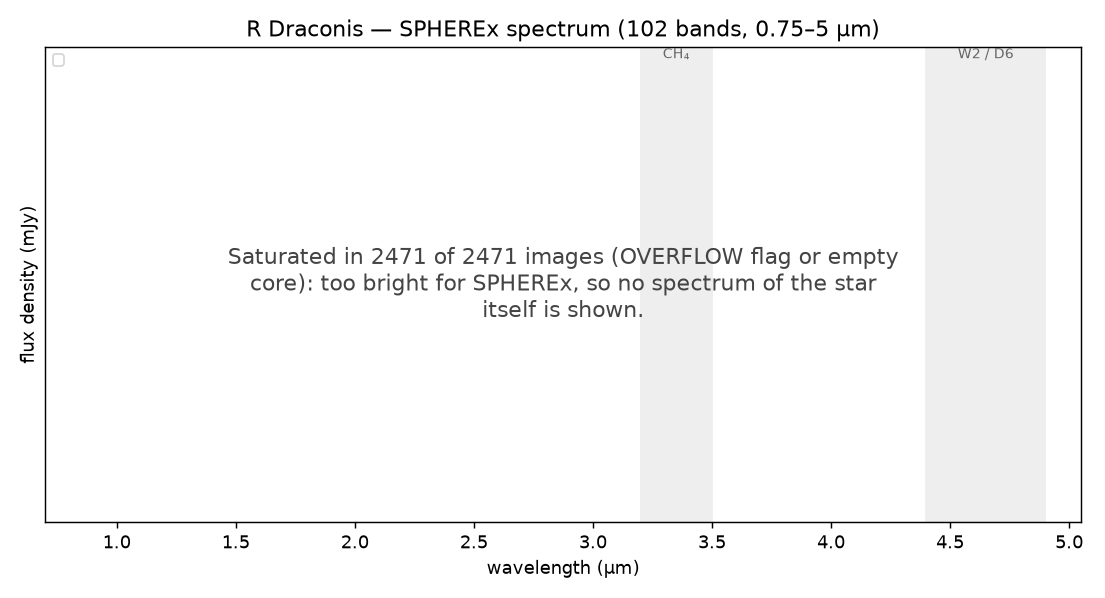 R Draconis — SPHEREx spectrum (102 bands, 0.75–5 µm)
CH₄
W2 / D6
flux density (mJy)
Saturated in 2471 of 2471 images (OVERFLOW flag or empty
core): too bright for SPHEREx, so no spectrum of the star
itself is shown.
1.0 1.5 2.0 2.5 3.0 3.5 4.0 4.5 5.0
wavelength (µm)